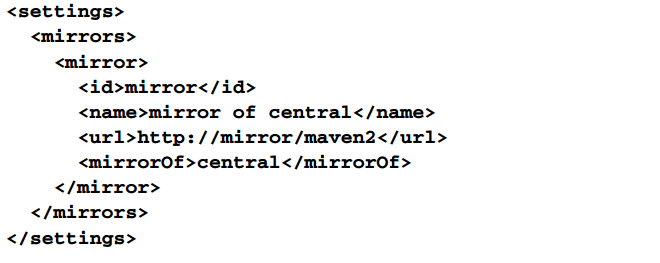 <settings>
  <mirrors>
    <mirror>
      <id>mirror</id>
      <name>mirror of central</name>
      <url>http://mirror/maven2</url>
      <mirrorOf>central</mirrorOf>
    </mirror>
  </mirrors>
</settings>